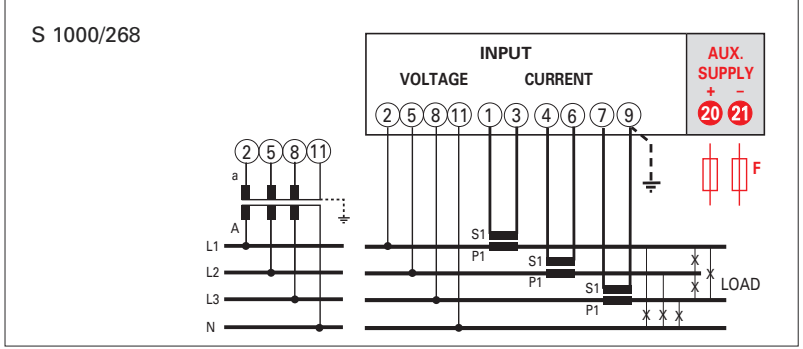 S 1000/268
INPUT
AUX.
SUPPLY
VOLTAGE CURRENT
+ –
2 5 8 11 1 3 4 6 7 9 20 21
2 5 8 11
a
F
A
S1
L1
P1
S1
L2
P1
LOAD
S1
L3
P1
N
X X X X X X